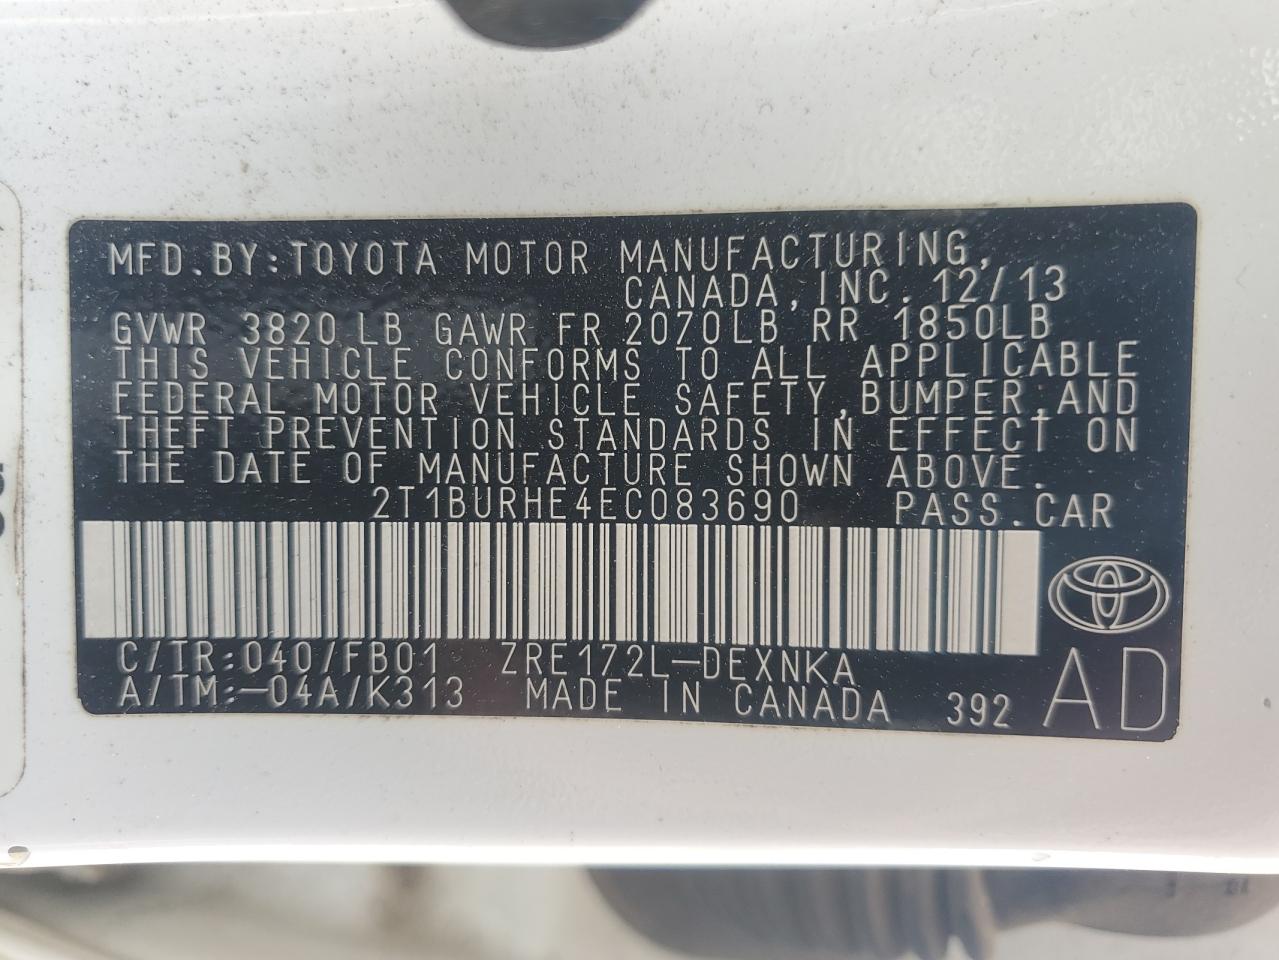 MFD.BY:TOYOTA MOTOR MANUFACTURING,
CANADA,INC. 12/13
GVWR 3820 LB GAWR FR 2070LB RR 1850LB
THIS VEHICLE CONFORMS TO ALL APPLICABLE
FEDERAL MOTOR VEHICLE SAFETY,BUMPER,AND
THEFT PREVENTION STANDARDS IN EFFECT ON
THE DATE OF MANUFACTURE SHOWN ABOVE.
2T1BURHE4EC083690 PASS.CAR
C/TR:040/FB01 ZRE172L-DEXNKA
A/TM:-04A/K313 MADE IN CANADA 392 AD